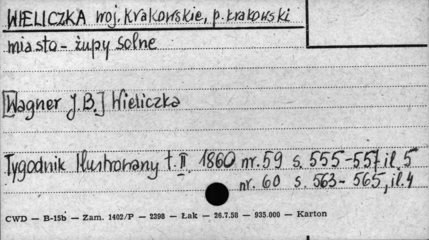 WIELICZKA woj. krakowskie, p. krakowski
miasto - żupy solne
[Wagner J.B.] Wieliczka
Tygodnik Ilustrowany t. II 1860 nr. 59 s. 555-557 il. 5
nr. 60 s. 563-565, il. 4
CWD — B-15b — Zam. 1402/P — 2398 — Łak — 26.7.58 — 935.000 — Karton